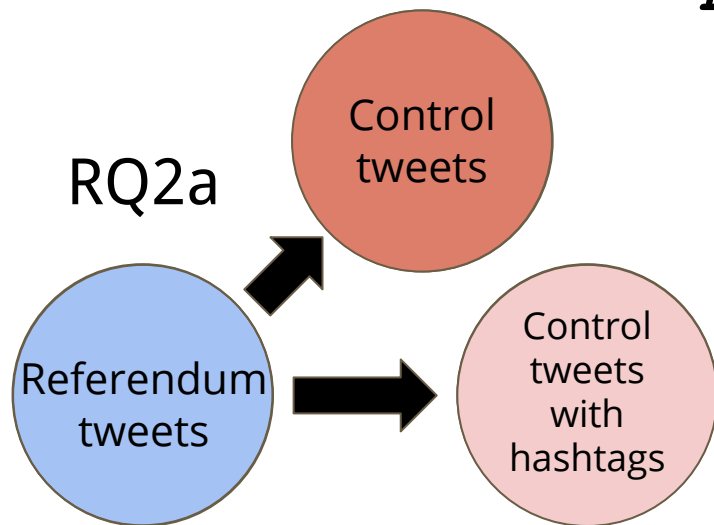 Control
tweets
RQ2a
Referendum
tweets
Control
tweets
with
hashtags